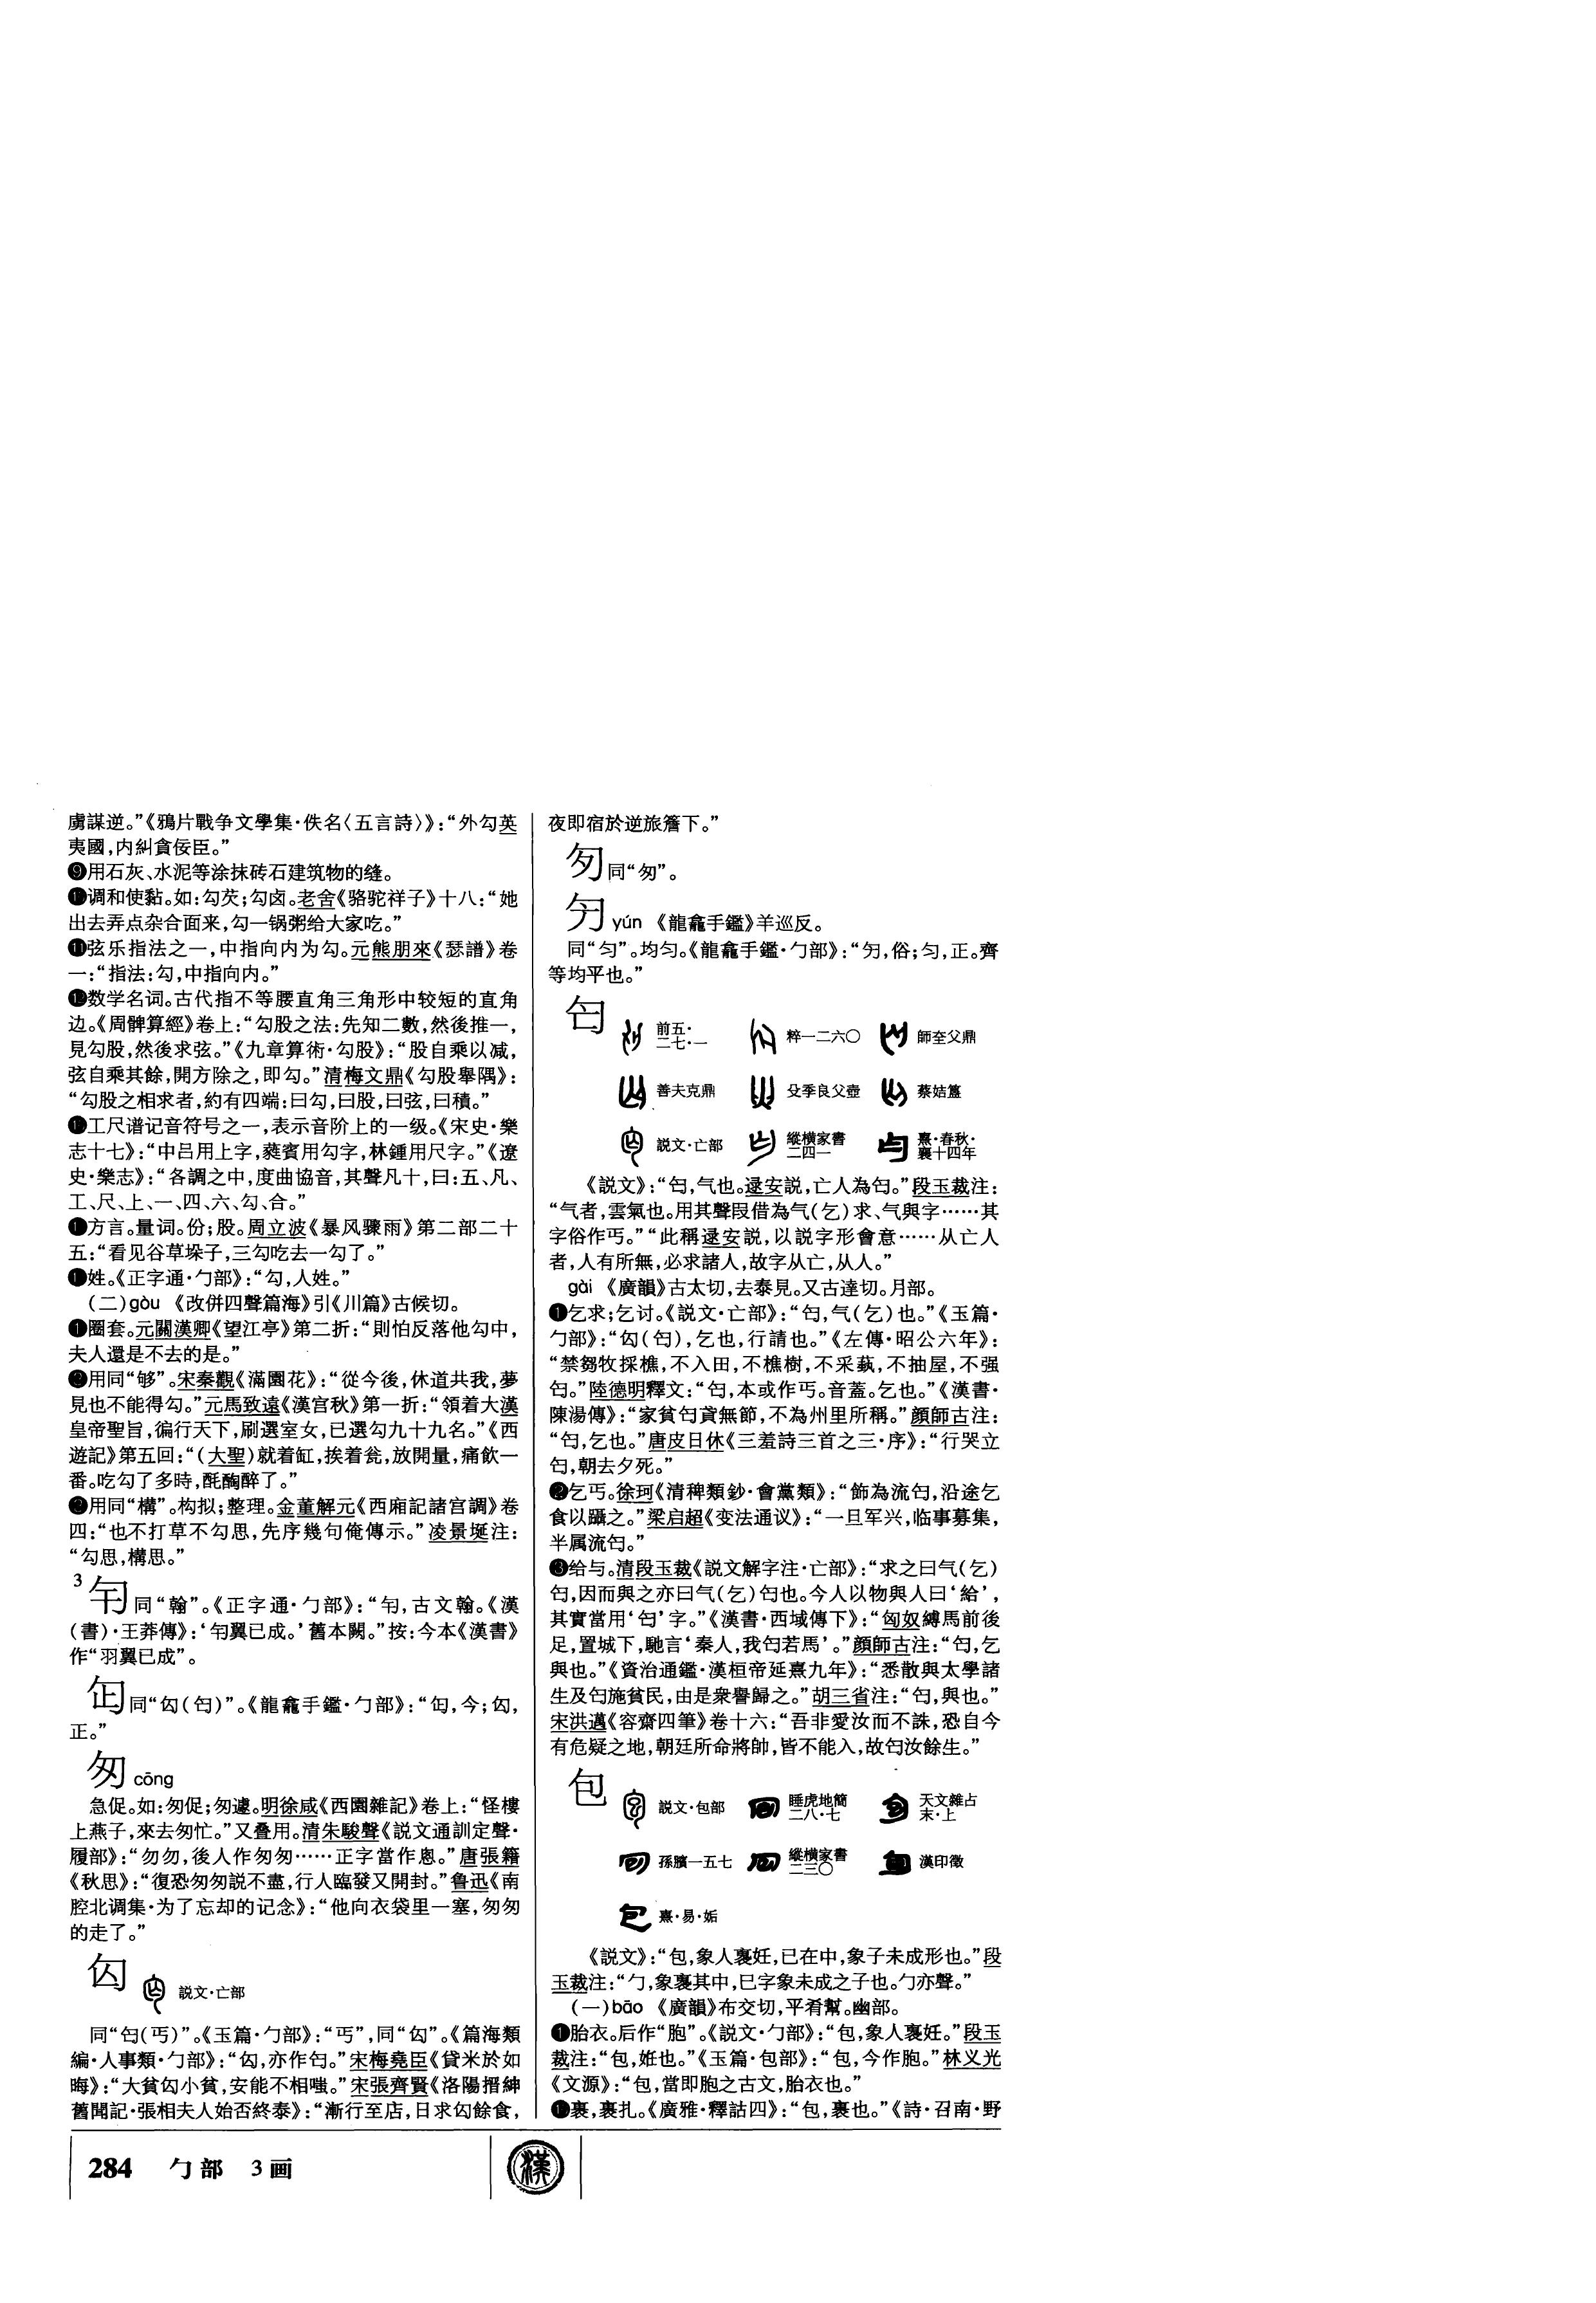 虜謀逆。”《鴉片戰争文學集·佚名〈五言詩〉》：“外勾英
夷國，内糾貪佞臣。”
❾用石灰、水泥等涂抹砖石建筑物的缝。
❿调和使黏。如：勾芡；勾卤。老舍《骆驼祥子》十八：“她
出去弄点杂合面来，勾一锅粥给大家吃。”
⓫弦乐指法之一，中指向内为勾。元熊朋來《瑟譜》卷
一：“指法：勾，中指向内。”
⓬数学名词。古代指不等腰直角三角形中较短的直角
边。《周髀算經》卷上：“勾股之法：先知二數，然後推一，
見勾股，然後求弦。”《九章算術·勾股》：“股自乘以减，
弦自乘其餘，開方除之，即勾。”清梅文鼎《勾股舉隅》：
“勾股之相求者，約有四端：曰勾，曰股，曰弦，曰積。”
工尺谱记音符号之一，表示音阶上的一级。《宋史·樂
志十七》：“中吕用上字，蕤賓用勾字，林鍾用尺字。”《遼
史·樂志》：“各調之中，度曲協音，其聲凡十，曰：五、凡、
工、尺、上、一、四、六、勾、合。”
方言。量词。份；股。周立波《暴风骤雨》第二部二十
五：“看见谷草垛子，三勾吃去一勾了。”
姓。《正字通·勹部》：“勾，人姓。”
（二）gòu 《改併四聲篇海》引《川篇》古候切。
❶圈套。元關漢卿《望江亭》第二折：“則怕反落他勾中，
夫人還是不去的是。”
❷用同“够”。宋秦觀《滿園花》：“從今後，休道共我，夢
見也不能得勾。”元馬致遠《漢宫秋》第一折：“領着大漢
皇帝聖旨，徧行天下，刷選室女，已選勾九十九名。”《西
遊記》第五回：“（大聖）就着缸，挨着瓮，放開量，痛飲一
番。吃勾了多時，酕醄醉了。”
用同“構”。构拟；整理。金董解元《西厢記諸宫調》卷
四：“也不打草不勾思，先序幾句俺傳示。”凌景埏注：
“勾思，構思。”
3 同“翰”。《正字通·勹部》：“，古文翰。《漢
（書）·王莽傳》：‘翼已成。’舊本闕。”按：今本《漢書》
作“羽翼已成”。
同“匃（匄）”。《龍龕手鑑·勹部》：“，今；匃，
正。”
匆 cōng
急促。如：匆促；匆遽。明徐咸《西園雜記》卷上：“怪樓
上燕子，來去匆忙。”又叠用。清朱駿聲《説文通訓定聲·
履部》：“勿勿，後人作匆匆……正字當作悤。”唐張籍
《秋思》：“復恐匆匆説不盡，行人臨發又開封。”鲁迅《南
腔北调集·为了忘却的记念》：“他向衣袋里一塞，匆匆
的走了。”
匃 説文·亡部
同“匄（丐）”。《玉篇·勹部》：“丐”，同“匃”。《篇海類
編·人事類·勹部》：“匃，亦作匄。”宋梅堯臣《貸米於如
晦》：“大貧匃小貧，安能不相嗤。”宋張齊賢《洛陽搢紳
舊聞記·張相夫人始否終泰》：“漸行至店，日求匃餘食，
夜即宿於逆旅簷下。”
同“匆”。
yún 《龍龕手鑑》羊巡反。
同“匀”。均匀。《龍龕手鑑·勹部》：“，俗；匀，正。齊
等均平也。”
匄 前五·二七·一 粹一二六〇 師㚔父鼎
善夫克鼎 殳季良父壺 蔡姞簋
説文·亡部 縱横家書二四一 熹·春秋·襄十四年
《説文》：“匄，气也。逯安説，亡人為匄。”段玉裁注：
“气者，雲氣也。用其聲叚借為气（乞）求、气與字……其
字俗作丐。”“此稱逯安説，以説字形會意……从亡人
者，人有所無，必求諸人，故字从亡，从人。”
gài 《廣韻》古太切，去泰見。又古達切。月部。
❶乞求；乞讨。《説文·亡部》：“匄，气（乞）也。”《玉篇·
勹部》：“匃（匄），乞也，行請也。”《左傳·昭公六年》：
“禁芻牧採樵，不入田，不樵樹，不采蓺，不抽屋，不强
匄。”陸德明釋文：“匄，本或作丐。音蓋。乞也。”《漢書·
陳湯傳》：“家貧匄貣無節，不為州里所稱。”顔師古注：
“匄，乞也。”唐皮日休《三羞詩三首之三·序》：“行哭立
匄，朝去夕死。”
❷乞丐。徐珂《清稗類鈔·會黨類》：“飾為流匄，沿途乞
食以躡之。”梁启超《变法通议》：“一旦军兴，临事募集，
半属流匄。”
❸给与。清段玉裁《説文解字注·亡部》：“求之曰气（乞）
匄，因而與之亦曰气（乞）匄也。今人以物與人曰‘給’，
其實當用‘匄’字。”《漢書·西域傳下》：“匈奴縛馬前後
足，置城下，馳言‘秦人，我匄若馬’。”顔師古注：“匄，乞
與也。”《資治通鑑·漢桓帝延熹九年》：“悉散與太學諸
生及匄施貧民，由是衆譽歸之。”胡三省注：“匄，與也。”
宋洪邁《容齋四筆》卷十六：“吾非愛汝而不誅，恐自今
有危疑之地，朝廷所命將帥，皆不能入，故匄汝餘生。”
包 説文·包部 睡虎地簡二八·七 天文雜占末·上
孫臏一五七 縱横家書二三〇 漢印徵
熹·易·姤
《説文》：“包，象人裹妊，巳在中，象子未成形也。”段
玉裁注：“勹，象裹其中，巳字象未成之子也。勹亦聲。”
（一）bāo 《廣韻》布交切，平肴幫。幽部。
❶胎衣。后作“胞”。《説文·勹部》：“包，象人裹妊。”段玉
裁注：“包，妊也。”《玉篇·包部》：“包，今作胞。”林义光
《文源》：“包，當即胞之古文，胎衣也。”
裹，裹扎。《廣雅·釋詁四》：“包，裹也。”《詩·召南·野
284 勹部 3画
漢